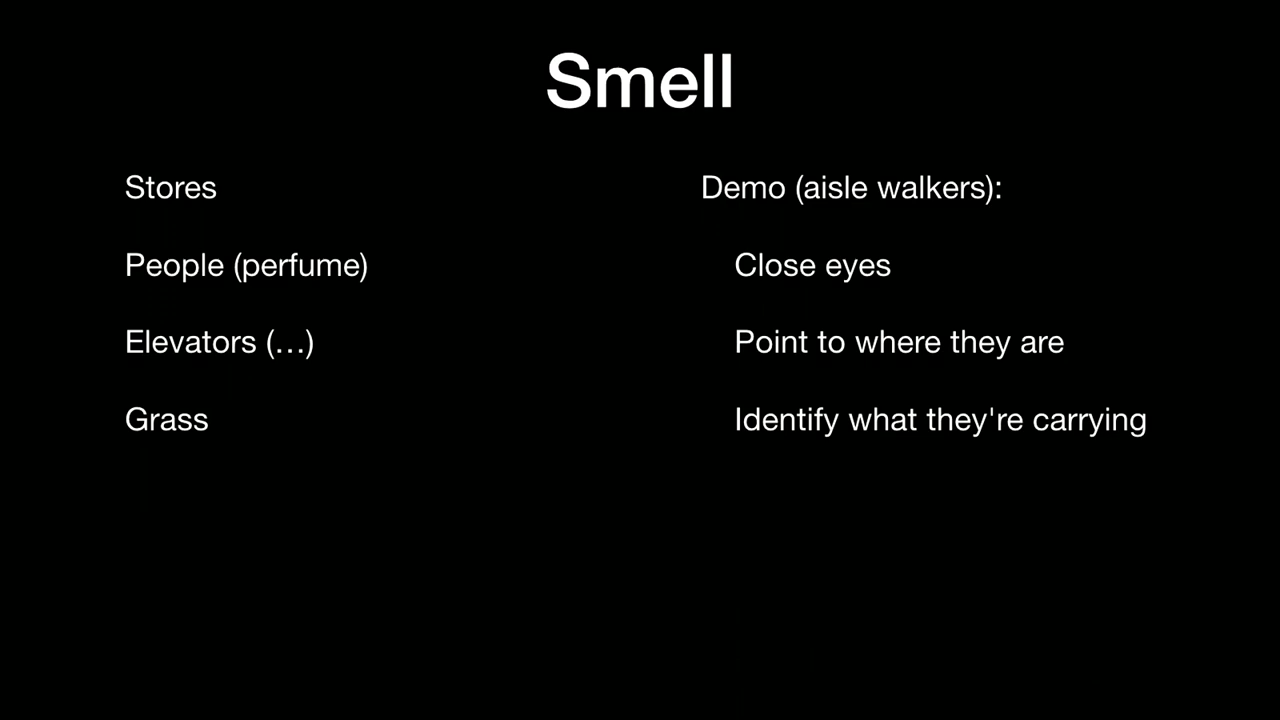 Smell
Stores
People (perfume)
Elevators (…)
Grass
Demo (aisle walkers):
Close eyes
Point to where they are
Identify what they're carrying